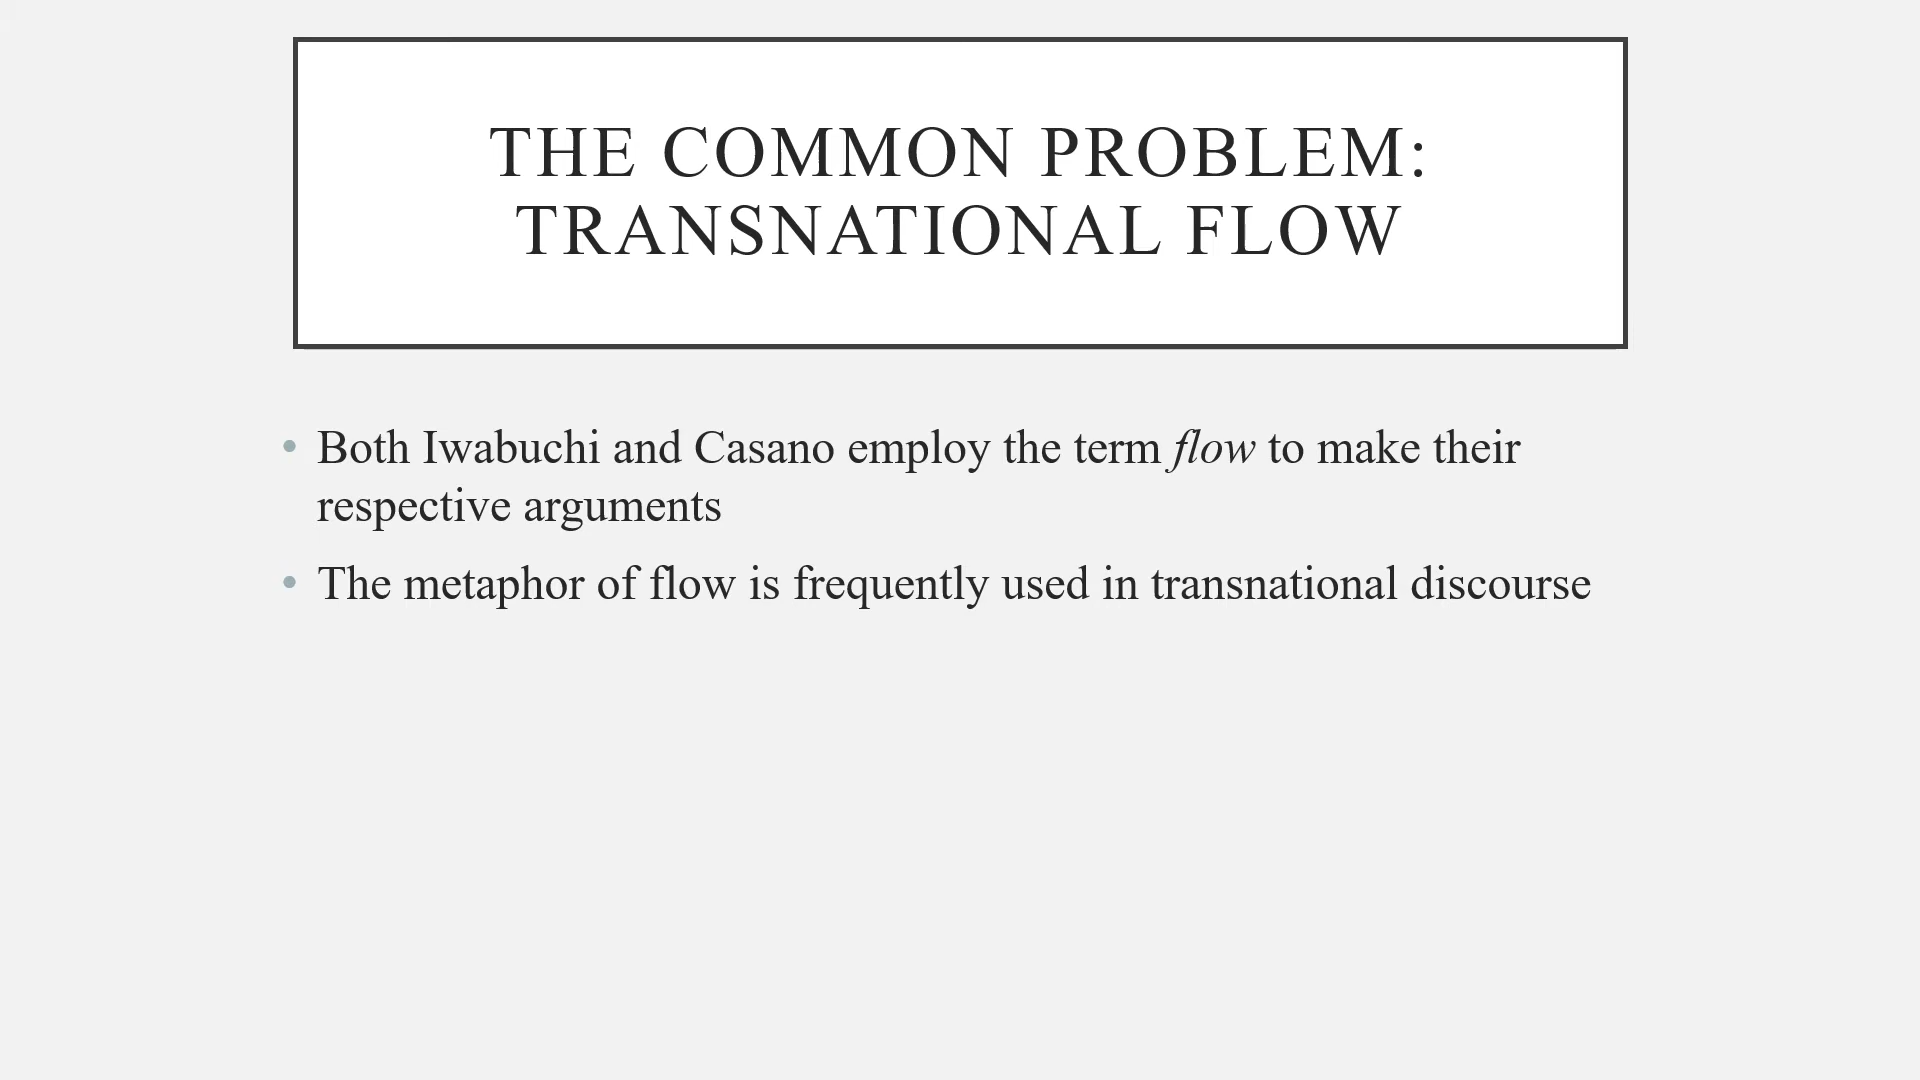 THE COMMON PROBLEM:
TRANSNATIONAL FLOW
• Both Iwabuchi and Casano employ the term flow to make their
respective arguments
• The metaphor of flow is frequently used in transnational discourse